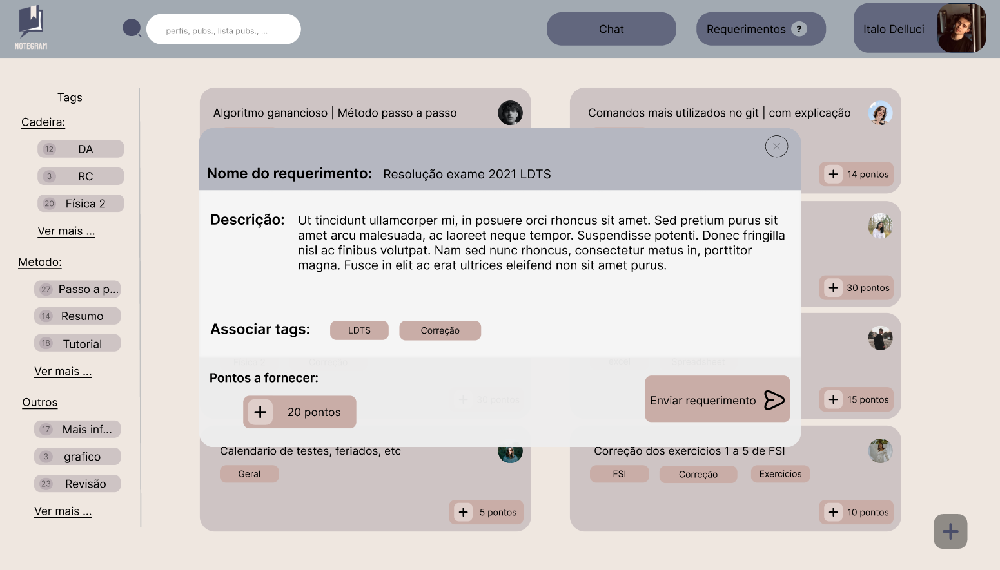 NOTEGRAM
perfis, pubs., lista pubs., ...
Chat
Requerimentos ?
Italo Delluci
Tags
Cadeira:
12 DA
3 RC
20 Física 2
Ver mais ...
Metodo:
27 Passo a p...
14 Resumo
18 Tutorial
Ver mais ...
Outros
17 Mais inf...
3 grafico
23 Revisão
Ver mais ...
Algoritmo ganancioso | Método passo a passo
Comandos mais utilizados no git | com explicação
14 pontos
30 pontos
15 pontos
Nome do requerimento: Resolução exame 2021 LDTS
Descrição:
Ut tincidunt ullamcorper mi, in posuere orci rhoncus sit amet. Sed pretium purus sit
amet arcu malesuada, ac laoreet neque tempor. Suspendisse potenti. Donec fringilla
nisl ac finibus volutpat. Nam sed nunc rhoncus, consectetur metus in, porttitor
magna. Fusce in elit ac erat ultrices eleifend non sit amet purus.
Associar tags: LDTS Correção
Física 2 Correção
excel Spreadsheet
Pontos a fornecer:
20 pontos
Enviar requerimento
Calendario de testes, feriados, etc
Geral
5 pontos
Correção dos exercicios 1 a 5 de FSI
FSI Correção Exercicios
10 pontos